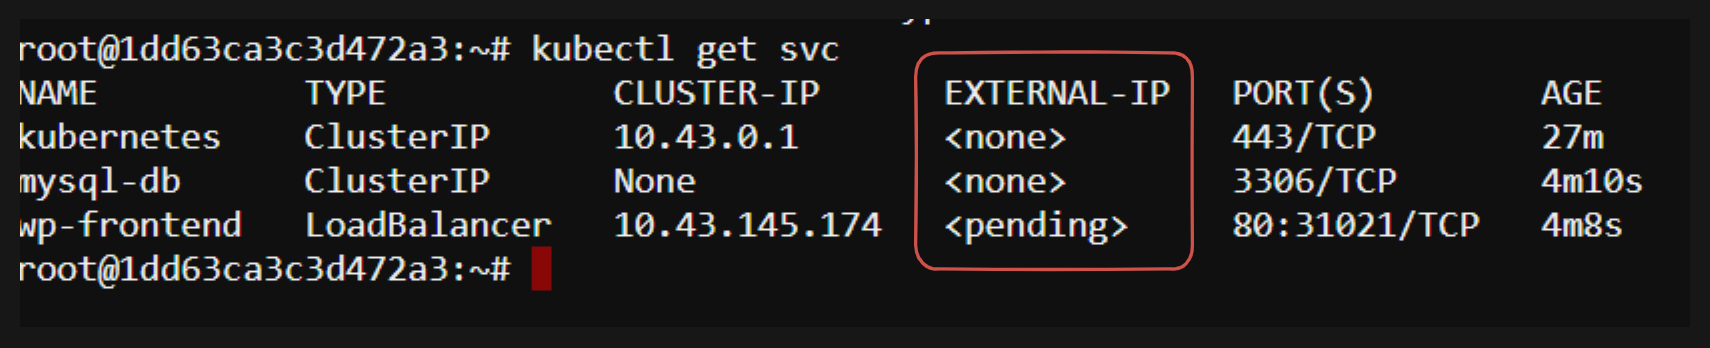 root@1dd63ca3c3d472a3:~# kubectl get svc
NAME TYPE CLUSTER-IP EXTERNAL-IP PORT(S) AGE
kubernetes ClusterIP 10.43.0.1 <none> 443/TCP 27m
mysql-db ClusterIP None <none> 3306/TCP 4m10s
wp-frontend LoadBalancer 10.43.145.174 <pending> 80:31021/TCP 4m8s
root@1dd63ca3c3d472a3:~#